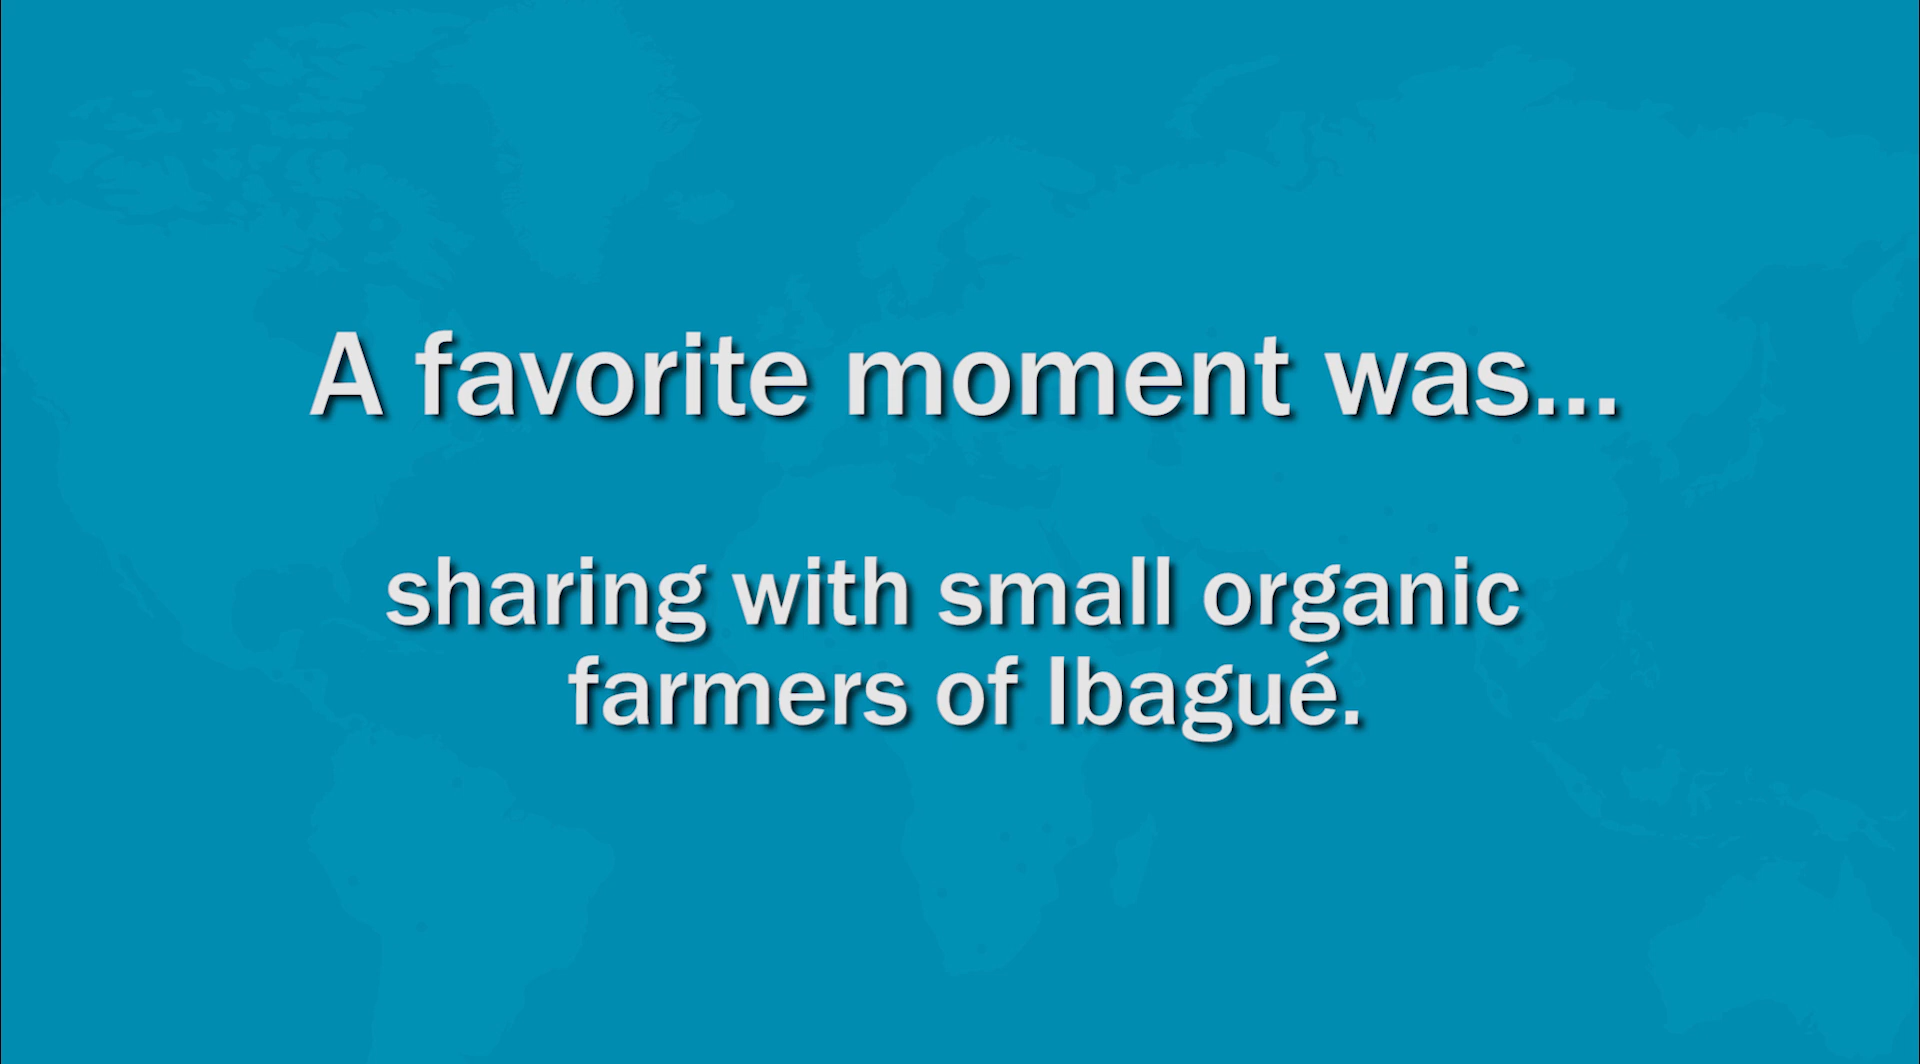 A favorite moment was...
sharing with small organic
farmers of Ibagué.